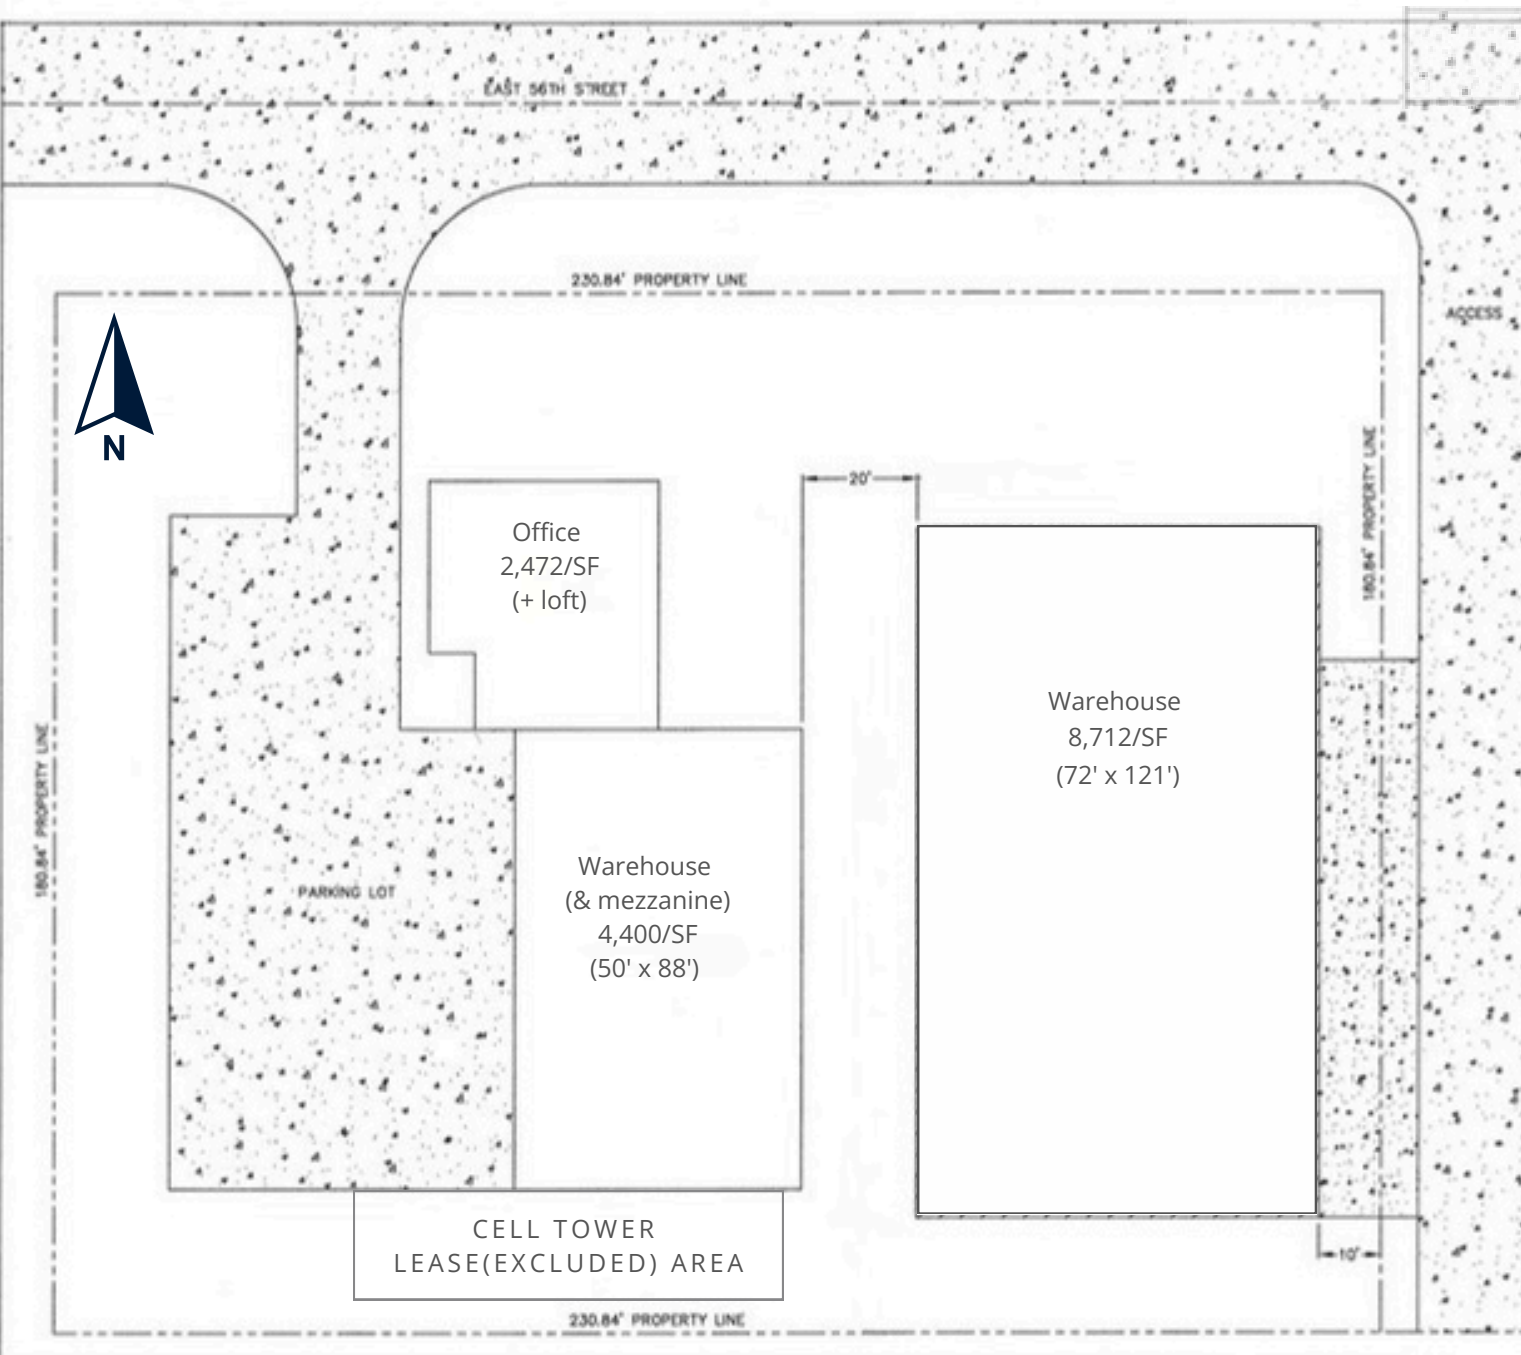 EAST 56TH STREET
230.84' PROPERTY LINE
ACCESS
N
180.84' PROPERTY LINE
20'
Office
2,472/SF
(+ loft)
Warehouse
8,712/SF
(72' x 121')
180.84' PROPERTY LINE
PARKING LOT
Warehouse
(& mezzanine)
4,400/SF
(50' x 88')
CELL TOWER
LEASE(EXCLUDED) AREA
10'
230.84' PROPERTY LINE